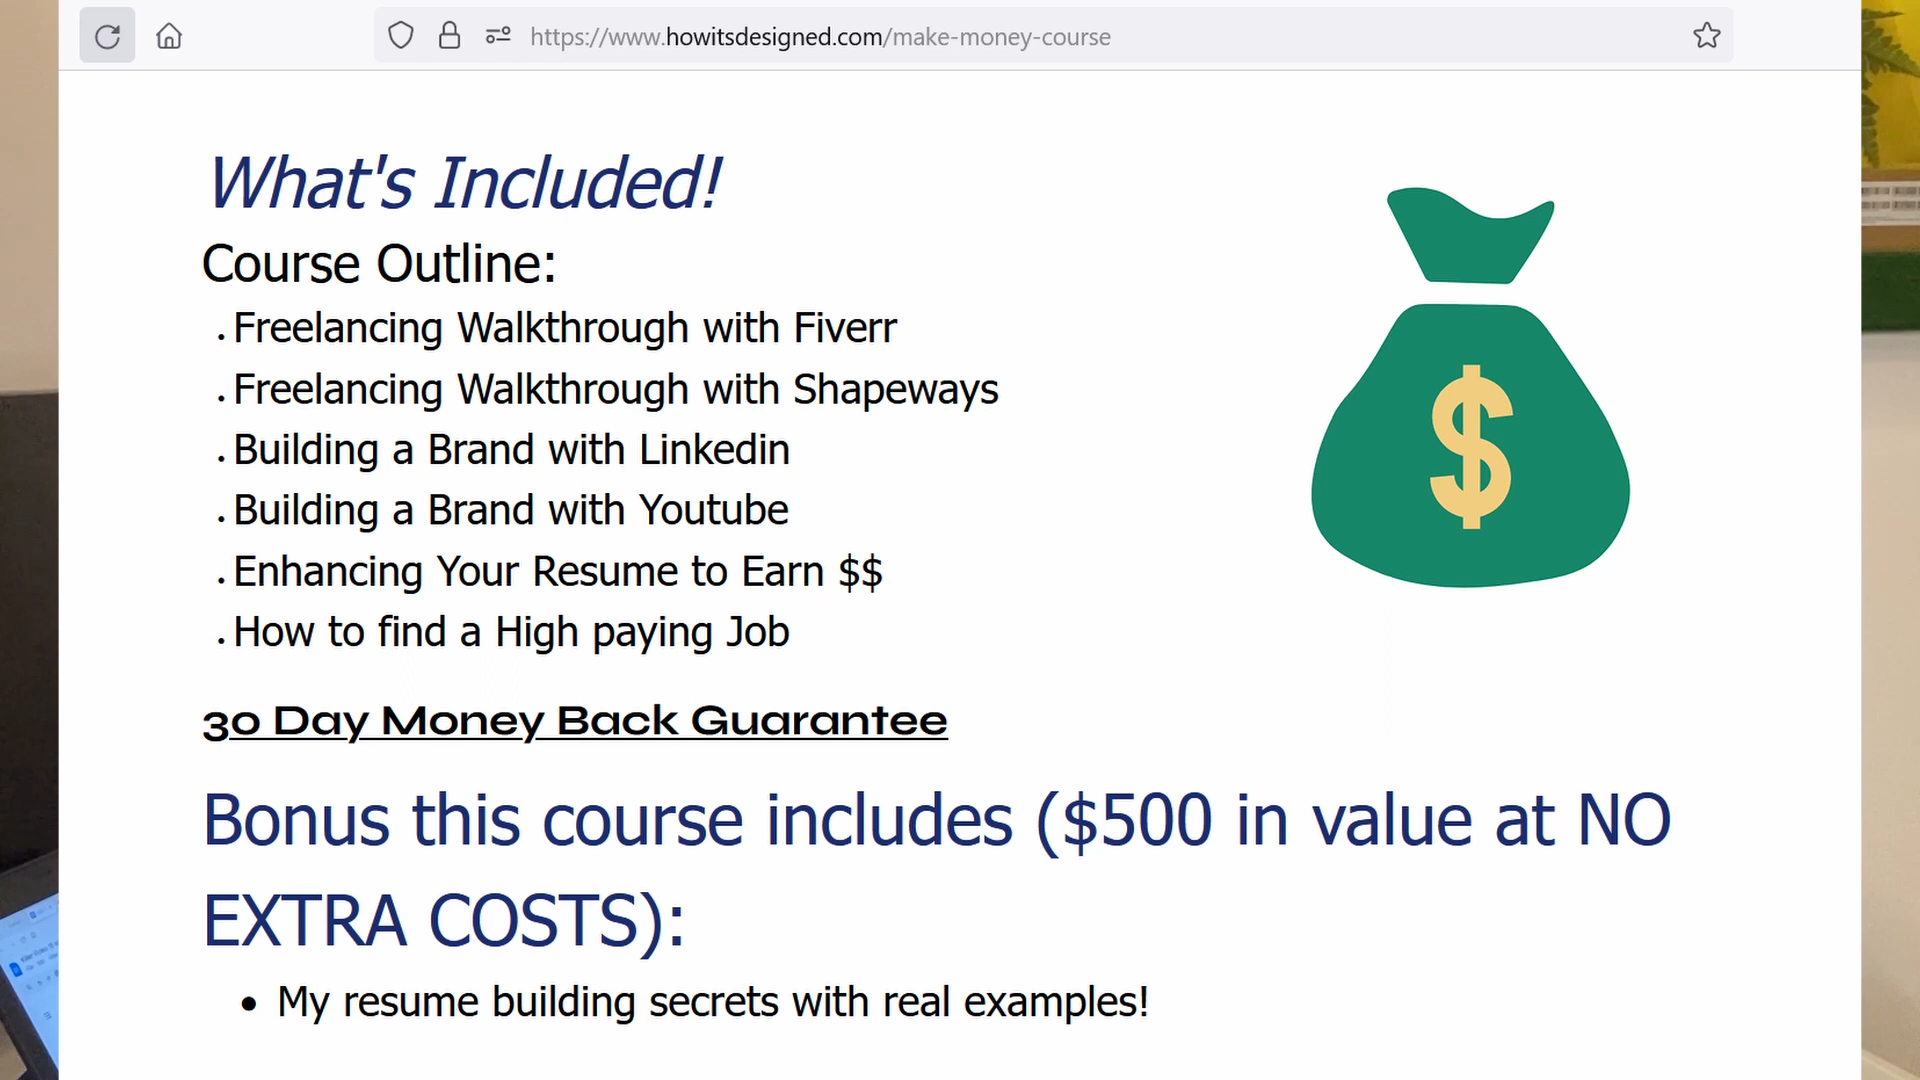 https://www.howitsdesigned.com/make-money-course
What's Included!
Course Outline:
• Freelancing Walkthrough with Fiverr
• Freelancing Walkthrough with Shapeways
• Building a Brand with Linkedin
• Building a Brand with Youtube
• Enhancing Your Resume to Earn $$
• How to find a High paying Job
30 Day Money Back Guarantee
Bonus this course includes ($500 in value at NO
EXTRA COSTS):
• My resume building secrets with real examples!
$